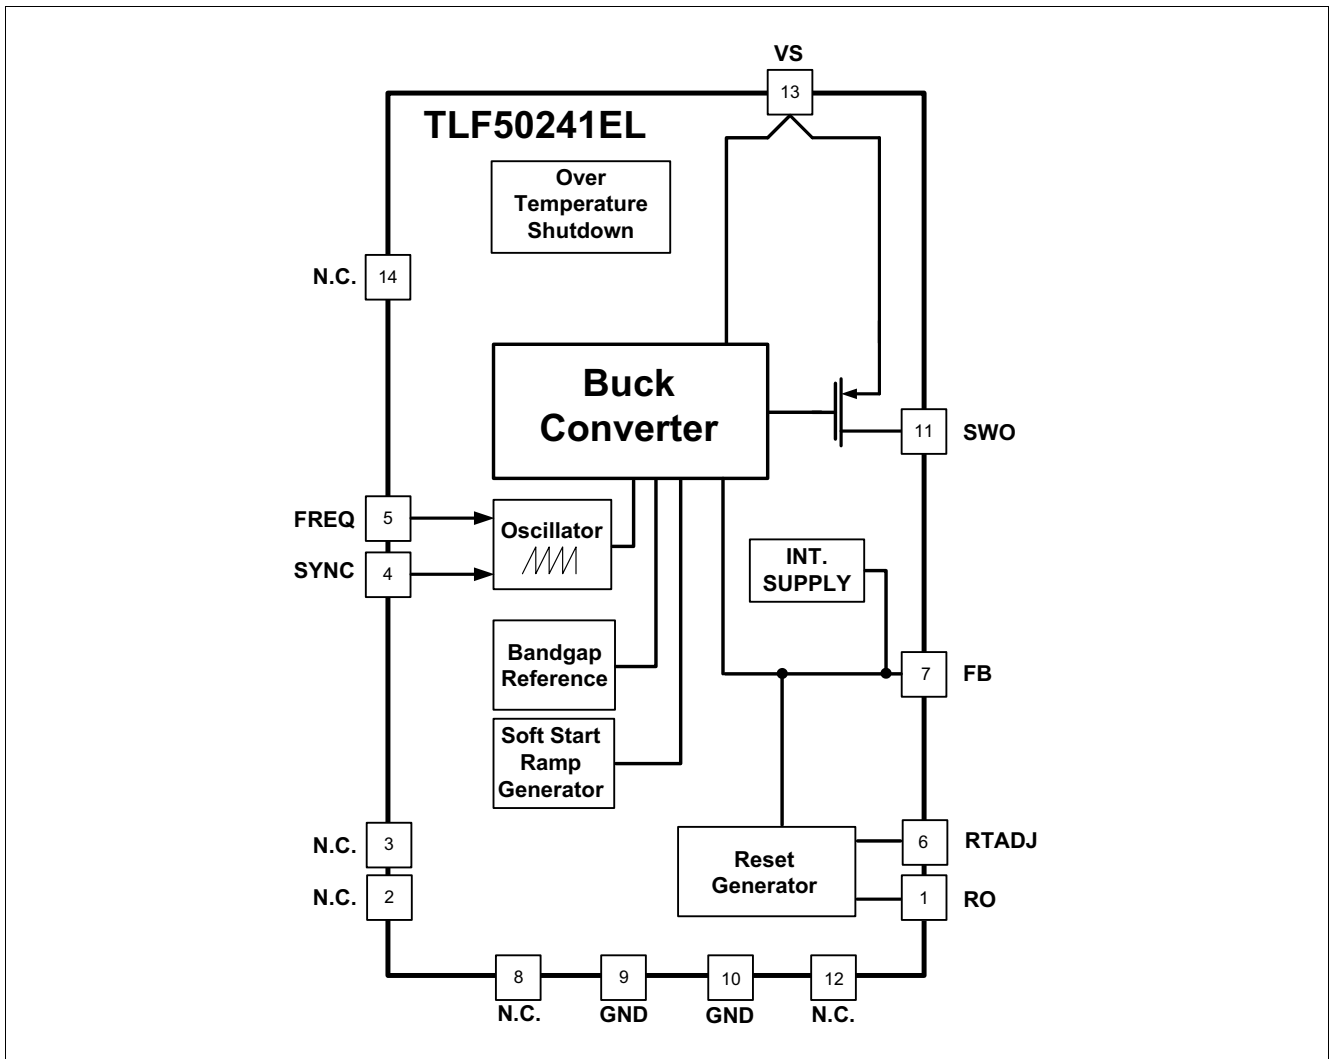 VS
13
TLF50241EL
Over
Temperature
Shutdown
N.C.
14
Buck
Converter
11
SWO
FREQ
5
Oscillator
SYNC
4
INT.
SUPPLY
Bandgap
Reference
7
FB
Soft Start
Ramp
Generator
N.C.
3
Reset
Generator
6
RTADJ
N.C.
2
1
RO
8
9
10
12
N.C.
GND
GND
N.C.